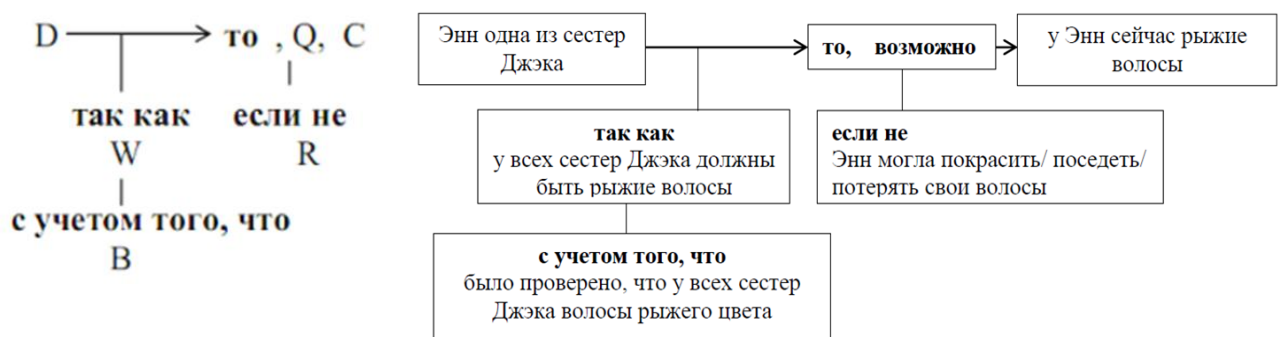 D то , Q, C
так как если не
W R
с учетом того, что
B
Энн одна из сестер
Джэка
то, возможно
у Энн сейчас рыжие
волосы
так как
у всех сестер Джэка должны
быть рыжие волосы
если не
Энн могла покрасить/ поседеть/
потерять свои волосы
с учетом того, что
было проверено, что у всех сестер
Джэка волосы рыжего цвета